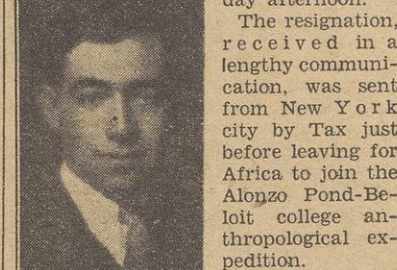 day afternoon.
The resignation,
received in a
lengthy communi-
cation, was sent
from New York
city by Tax just
before leaving for
Africa to join the
Alonzo Pond-Be-
loit college an-
thropological ex-
pedition.